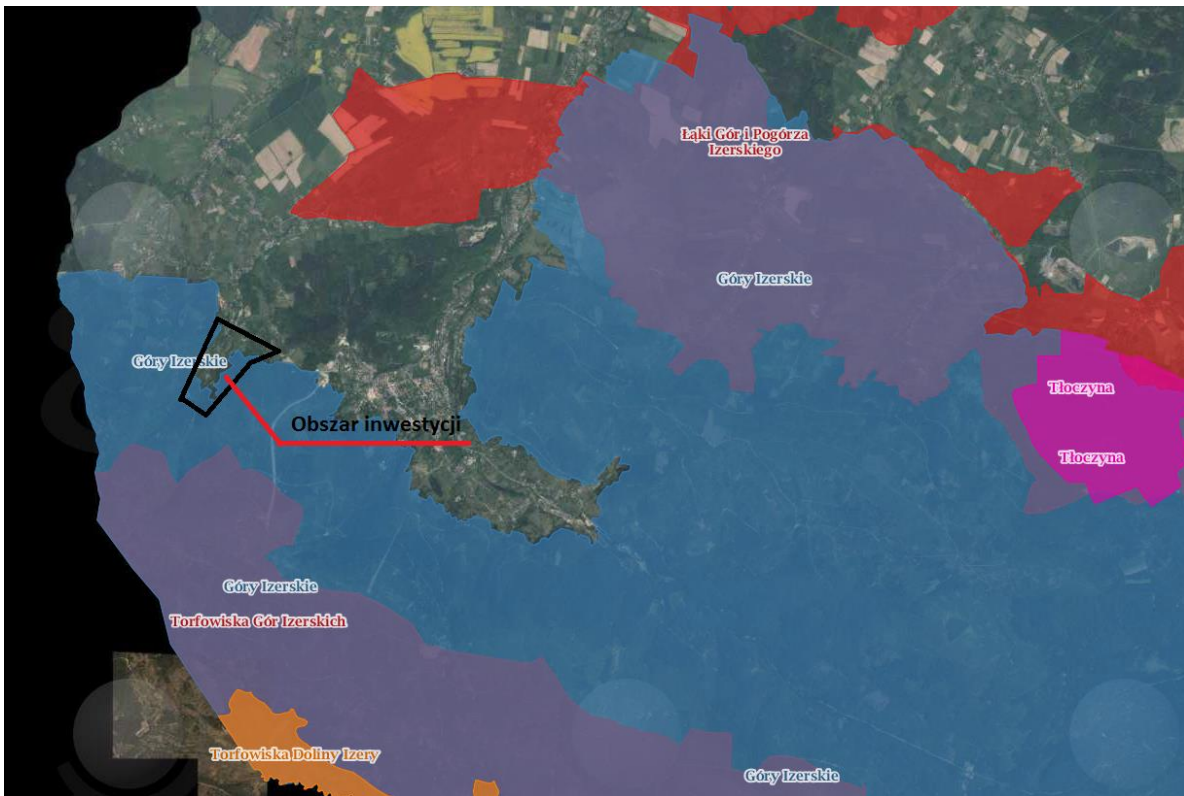 Łąki Gór i Pogórza
Izerskiego
Góry Izerskie
Góry Izerskie
Tłoczyna
Obszar inwestycji
Tłoczyna
Góry Izerskie
Torfowiska Gór Izerskich
Torfowiska Doliny Izery
Góry Izerskie